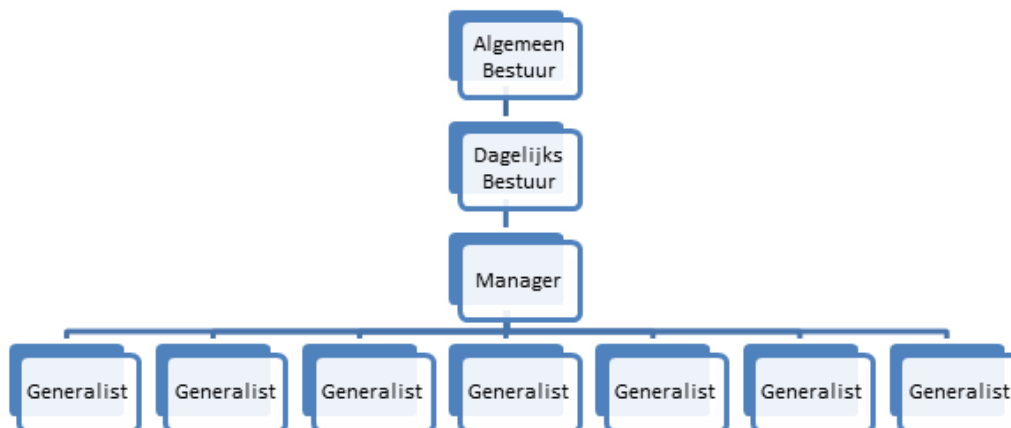 Algemeen
Bestuur
Dagelijks
Bestuur
Manager
Generalist
Generalist
Generalist
Generalist
Generalist
Generalist
Generalist